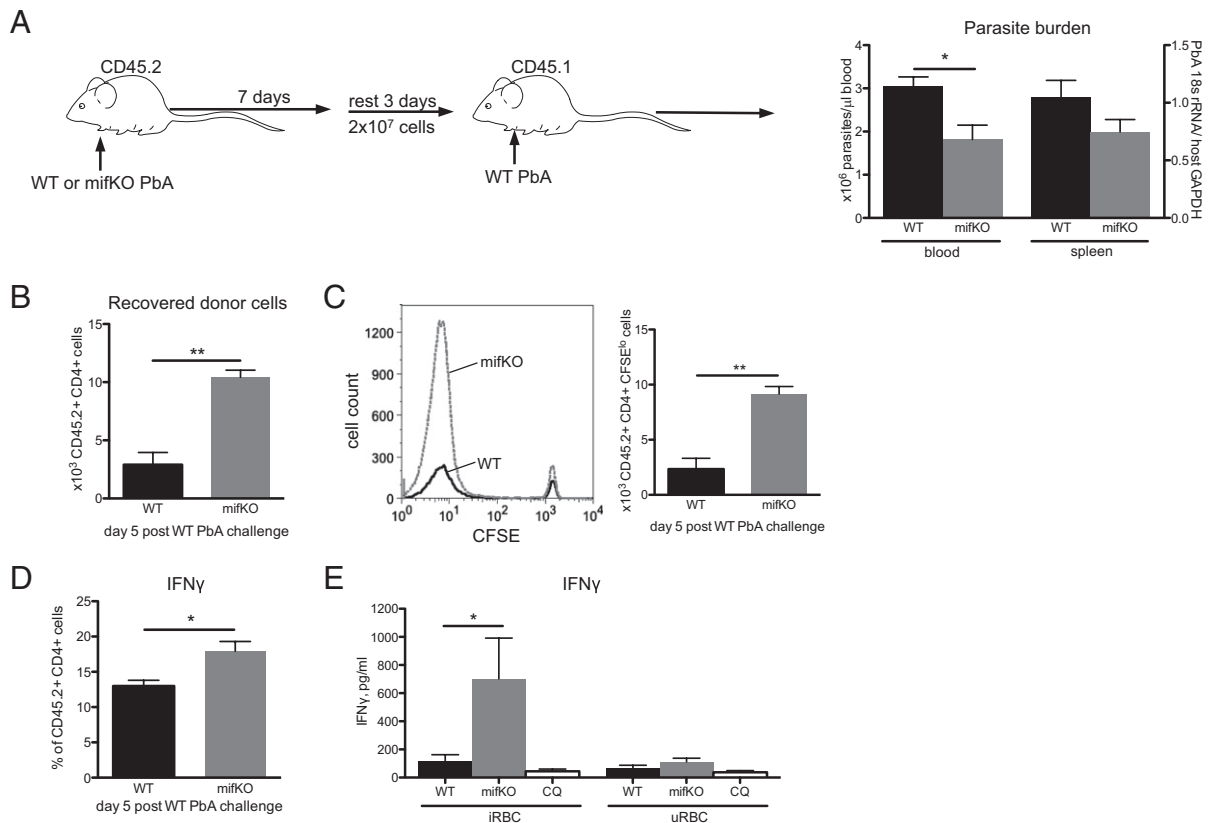 A
CD45.2
7 days
rest 3 days
2x10⁷ cells
CD45.1
WT or mifKO PbA
WT PbA
Parasite burden
x10⁶ parasites/µl blood
4
3
2
1
0
*
PbA 18s rRNA/ host GAPDH
1.5
1.0
0.5
0.0
WT
mifKO
WT
mifKO
blood
spleen
B
Recovered donor cells
x10³ CD45.2+ CD4+ cells
15
10
5
0
**
WT
mifKO
day 5 post WT PbA challenge
C
cell count
1200
900
600
300
0
mifKO
WT
10⁰
10¹
10²
10³
10⁴
CFSE
x10³ CD45.2+ CD4+ CFSEˡᵒ cells
15
10
5
0
**
WT
mifKO
day 5 post WT PbA challenge
D
IFNγ
% of CD45.2+ CD4+ cells
25
20
15
10
5
0
*
WT
mifKO
day 5 post WT PbA challenge
E
IFNγ
IFNγ, pg/ml
1200
1000
800
600
400
200
0
*
WT
mifKO
CQ
WT
mifKO
CQ
iRBC
uRBC